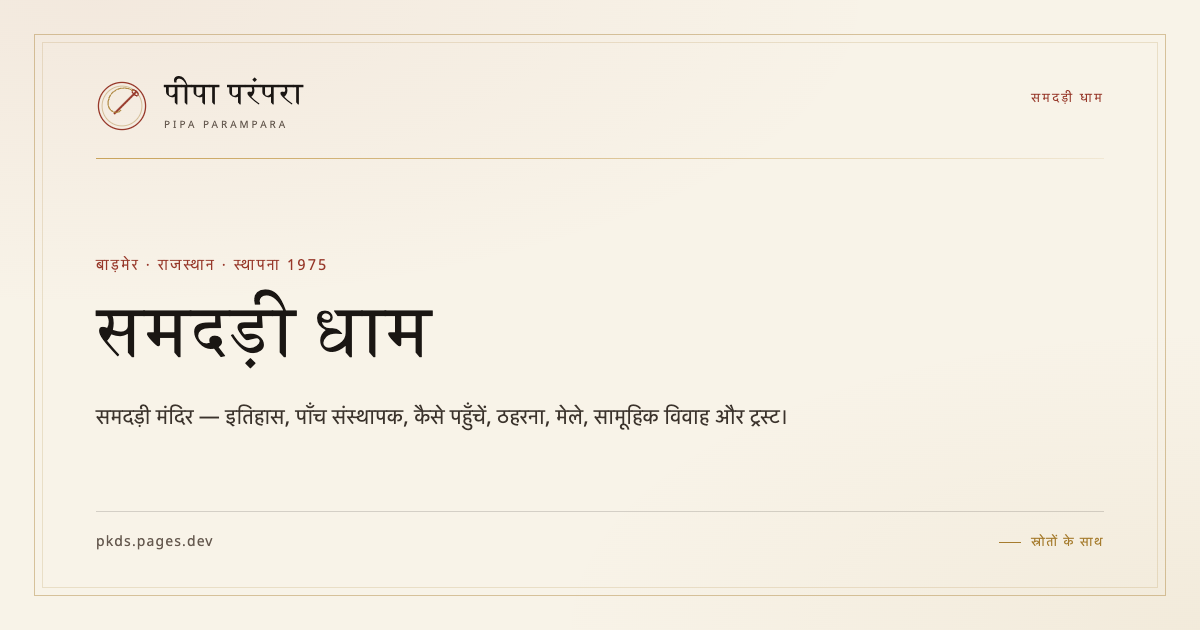 पीपा परंपरा
PIPA PARAMPARA
समदड़ी धाम
बाड़मेर · राजस्थान · स्थापना 1975
समदड़ी धाम
समदड़ी मंदिर — इतिहास, पाँच संस्थापक, कैसे पहुँचें, ठहरना, मेले, सामूहिक विवाह और ट्रस्ट।
pkds.pages.dev
— स्रोतों के साथ